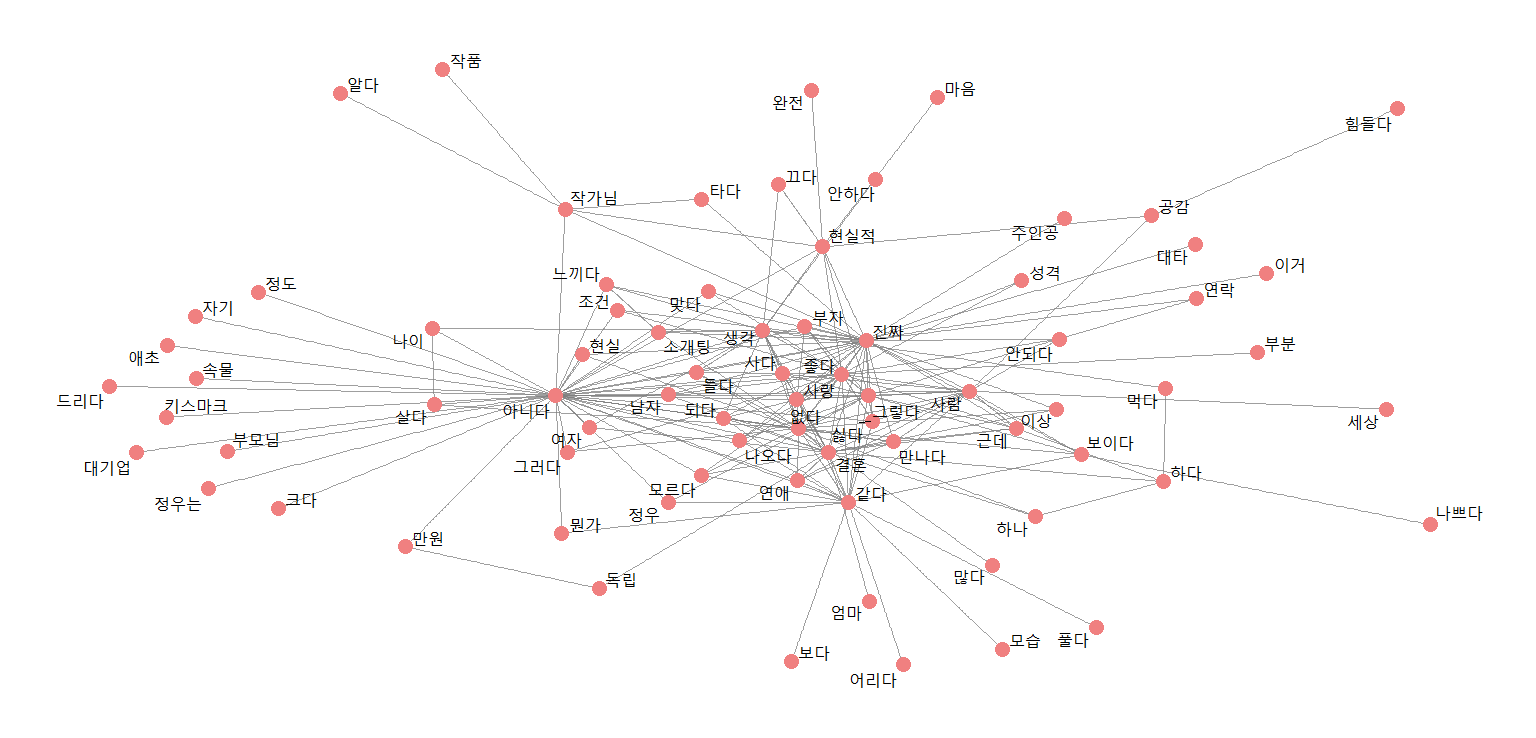 작품
알다
마음
완전
힘들다
끄다
타다
안하다
작가님
공감
주인공
현실적
대타
이거
성격
느끼다
정도
연락
조건
맞다
자기
부자
진짜
나이
생각
소개팅
현실
부분
안되다
애초
사다
좋다
속물
들다
사랑
드리다
키스마크
남자
되다
아니다
사람
먹다
그렇다
없다
살다
이상
세상
싫다
부모님
여자
근데
보이다
나오다
만나다
대기업
그러다
결혼
하다
모르다
연애
같다
크다
정우는
정우
나쁘다
뭔가
하나
만원
많다
독립
엄마
모습
풀다
보다
어리다